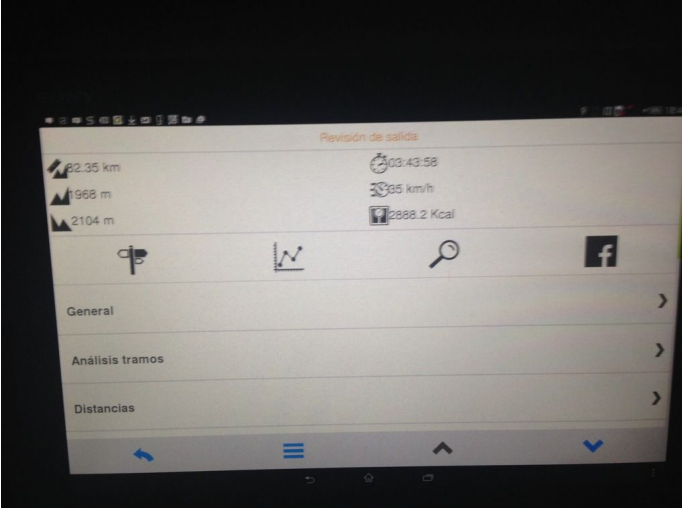 Revisión de salida
82.35 km
03:43:58
1968 m
35 km/h
2104 m
2888.2 Kcal
f
General
Análisis tramos
Distancias